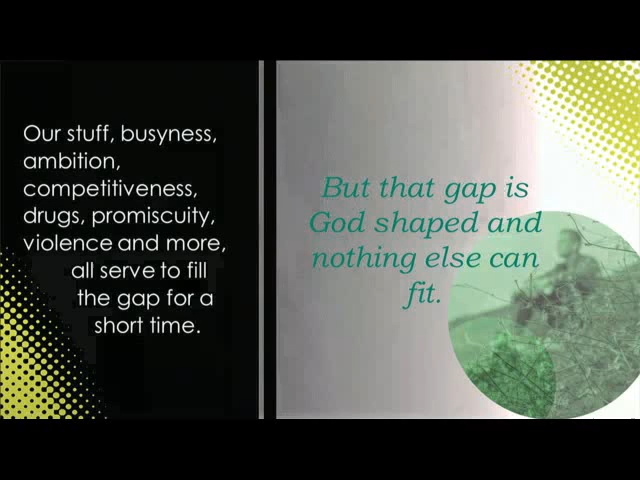 Our stuff, busyness,
ambition,
competitiveness,
drugs, promiscuity,
violence and more,
all serve to fill
the gap for a
short time.
But that gap is
God shaped and
nothing else can
fit.